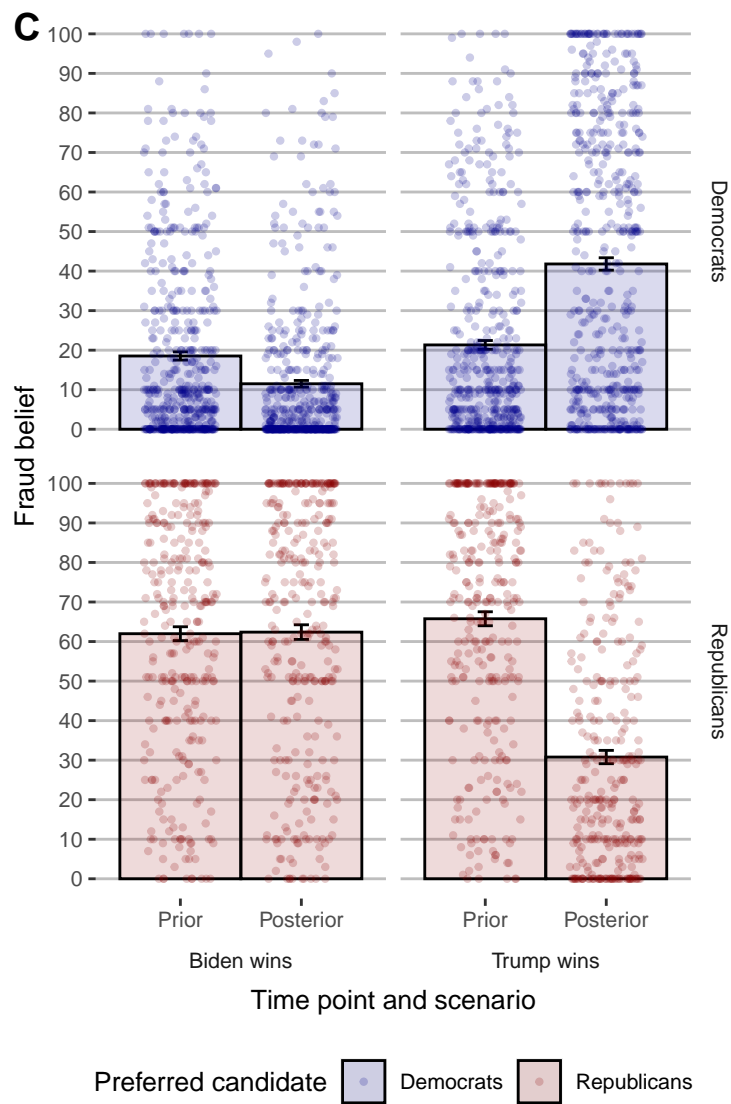 C
100
90
80
70
60
50
40
30
20
10
0
Democrats
100
90
80
70
60
50
40
30
20
10
0
Republicans
Fraud belief
Prior Posterior Prior Posterior
Biden wins Trump wins
Time point and scenario
Preferred candidate Democrats Republicans